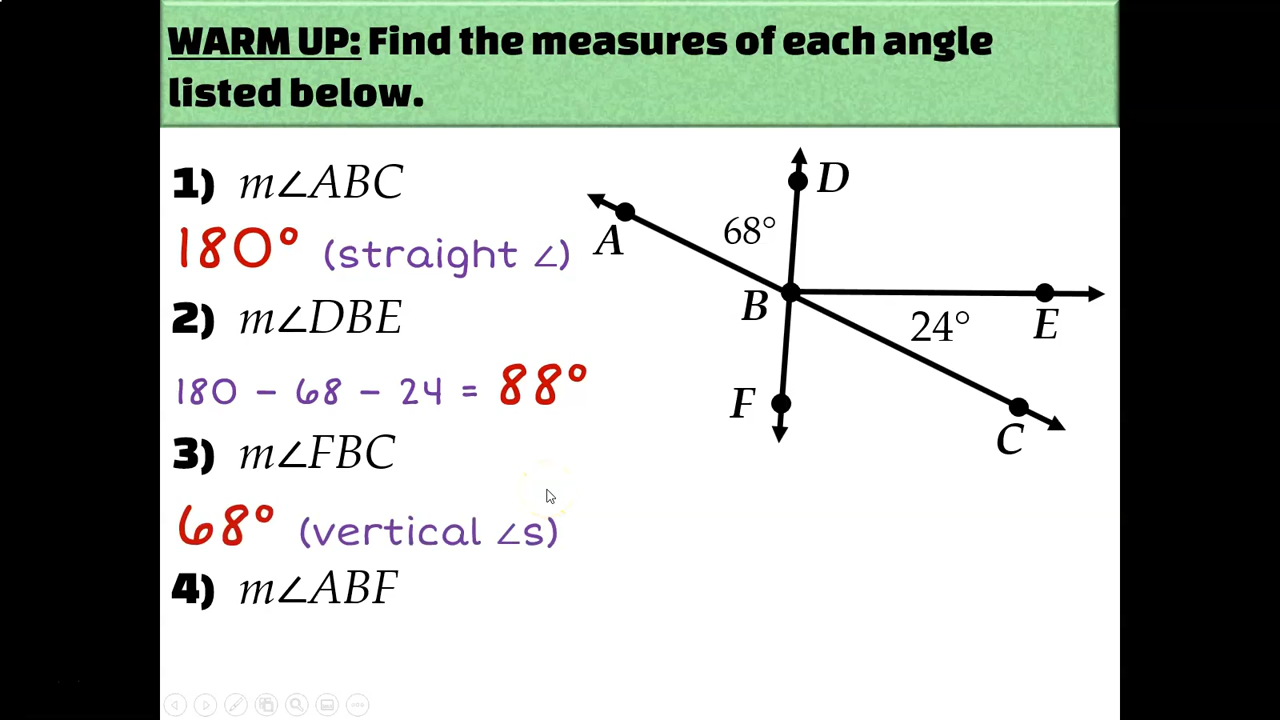 WARM UP: Find the measures of each angle
listed below.
1) m∠ABC
180° (straight ∠)
2) m∠DBE
180 - 68 - 24 = 88°
3) m∠FBC
68° (vertical ∠s)
4) m∠ABF
D
68°
A
B
24°
E
F
C